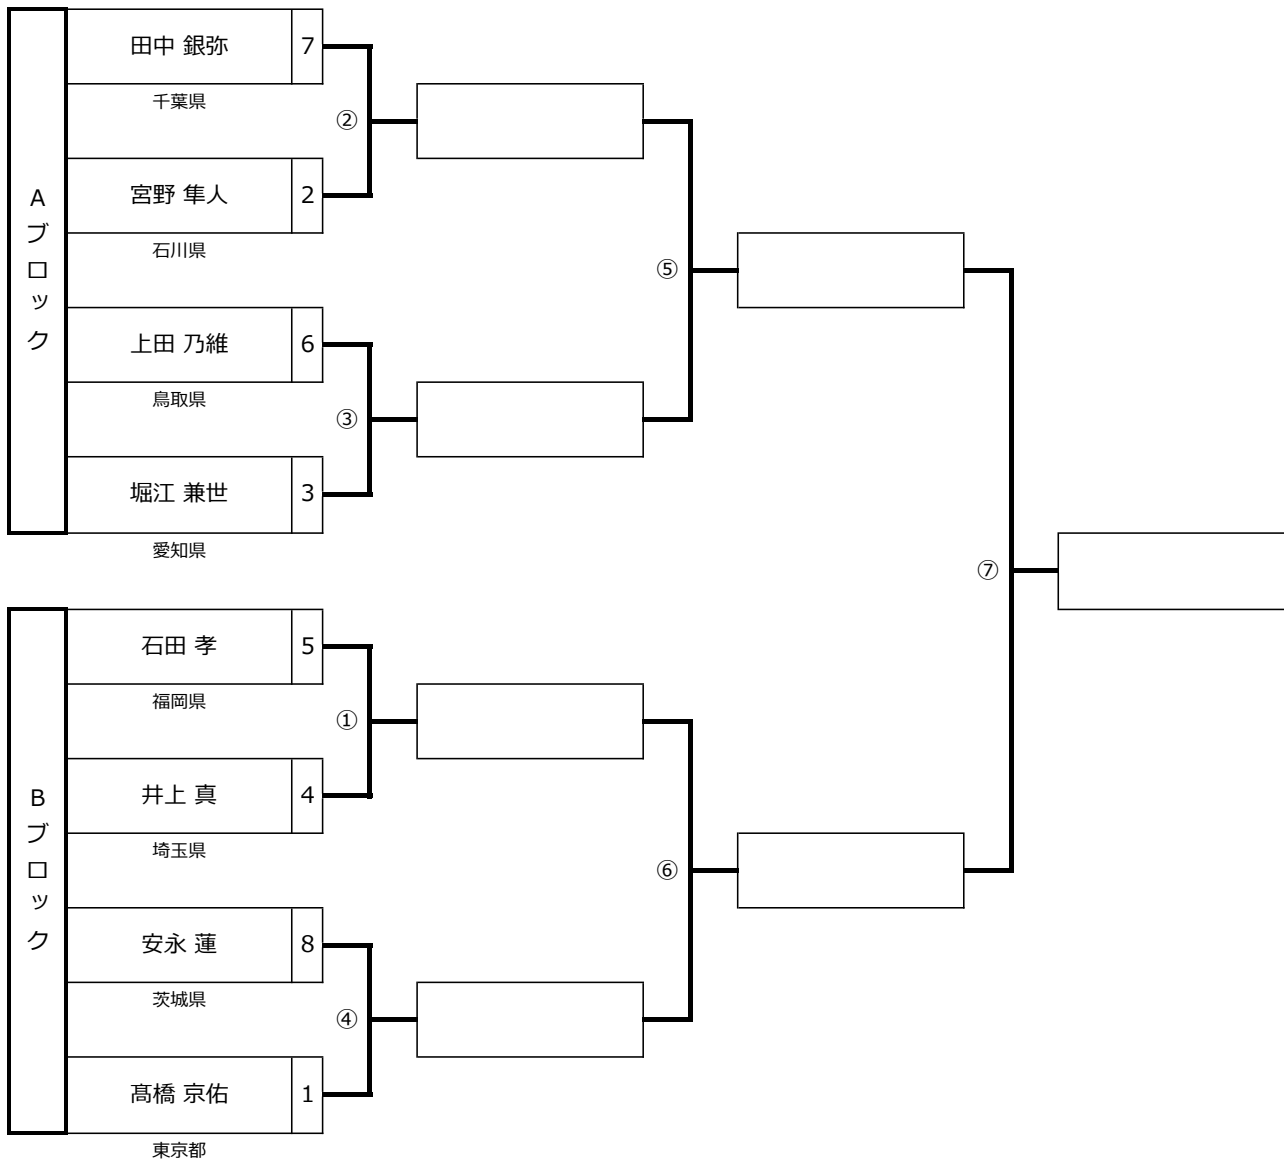 Aブロック
田中 銀弥 7
千葉県
②
宮野 隼人 2
石川県
⑤
上田 乃維 6
鳥取県
③
堀江 兼世 3
愛知県
⑦
Bブロック
石田 孝 5
福岡県
①
井上 真 4
埼玉県
⑥
安永 蓮 8
茨城県
④
髙橋 京佑 1
東京都